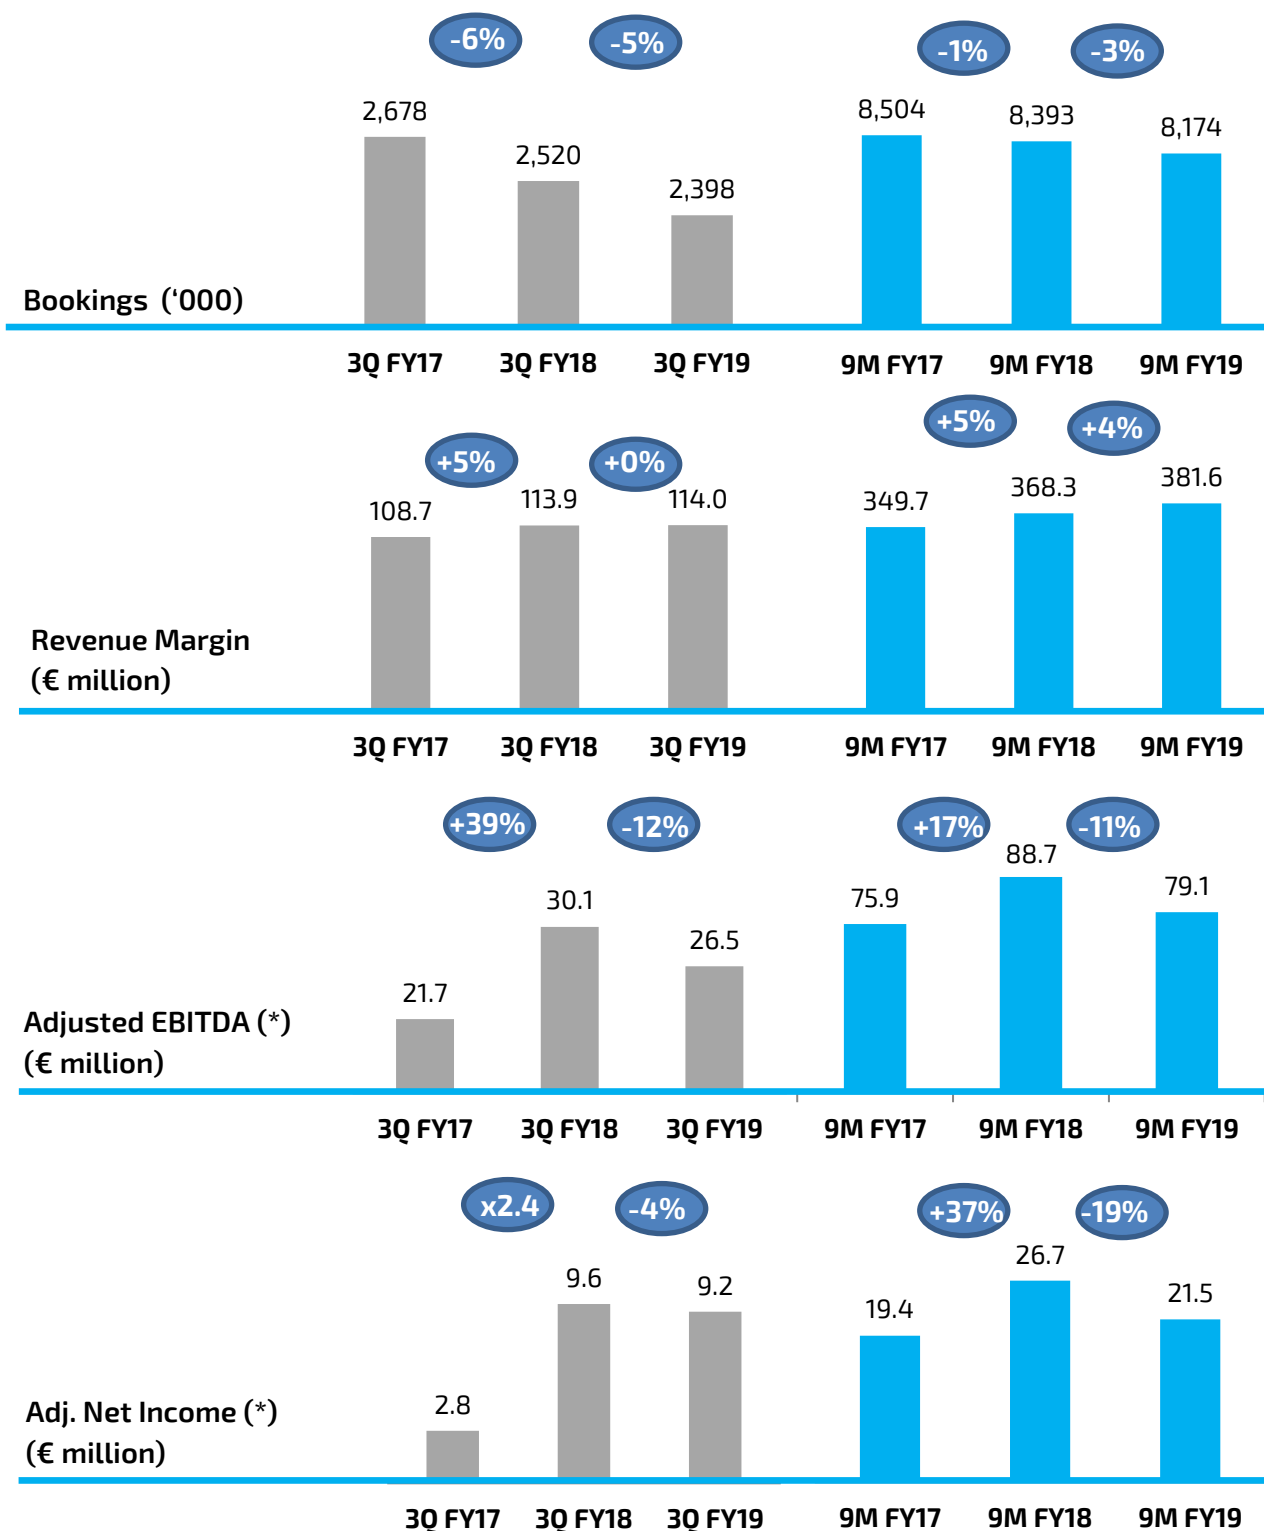 -6% -5% -1% -3%
2,678 2,520 2,398 8,504 8,393 8,174
Bookings (‘000)
3Q FY17 3Q FY18 3Q FY19 9M FY17 9M FY18 9M FY19
+5% +0% +5% +4%
108.7 113.9 114.0 349.7 368.3 381.6
Revenue Margin
(€ million)
3Q FY17 3Q FY18 3Q FY19 9M FY17 9M FY18 9M FY19
+39% -12% +17% -11%
21.7 30.1 26.5 75.9 88.7 79.1
Adjusted EBITDA (*)
(€ million)
3Q FY17 3Q FY18 3Q FY19 9M FY17 9M FY18 9M FY19
x2.4 -4% +37% -19%
2.8 9.6 9.2 19.4 26.7 21.5
Adj. Net Income (*)
(€ million)
3Q FY17 3Q FY18 3Q FY19 9M FY17 9M FY18 9M FY19